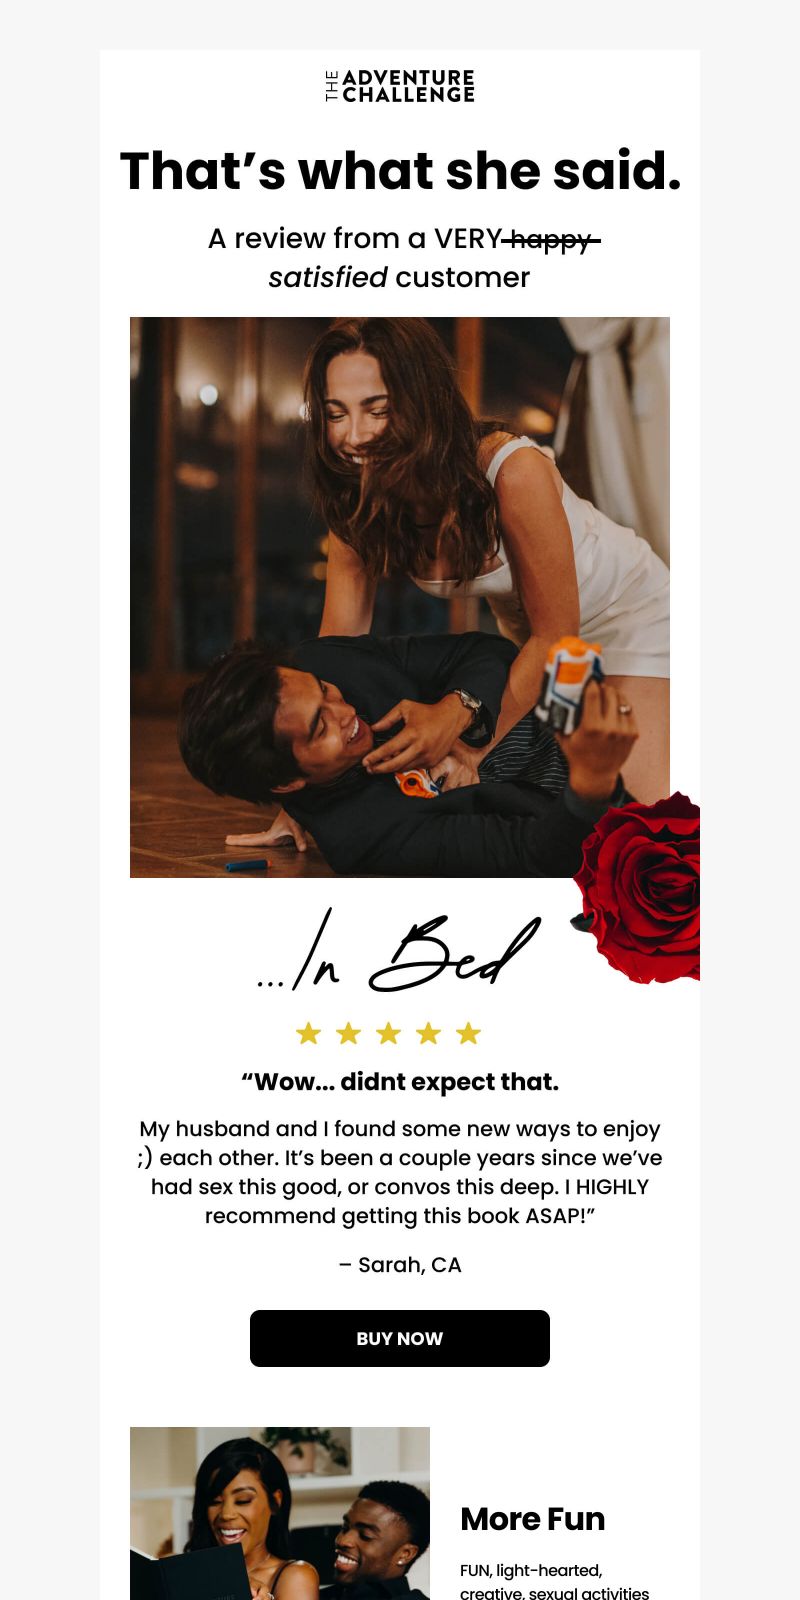 THE ADVENTURE
CHALLENGE
That’s what she said.
A review from a VERY happy
satisfied customer
...In Bed
“Wow... didnt expect that.
My husband and I found some new ways to enjoy
;) each other. It’s been a couple years since we’ve
had sex this good, or convos this deep. I HIGHLY
recommend getting this book ASAP!”
– Sarah, CA
BUY NOW
More Fun
FUN, light-hearted,
creative, sexual activities